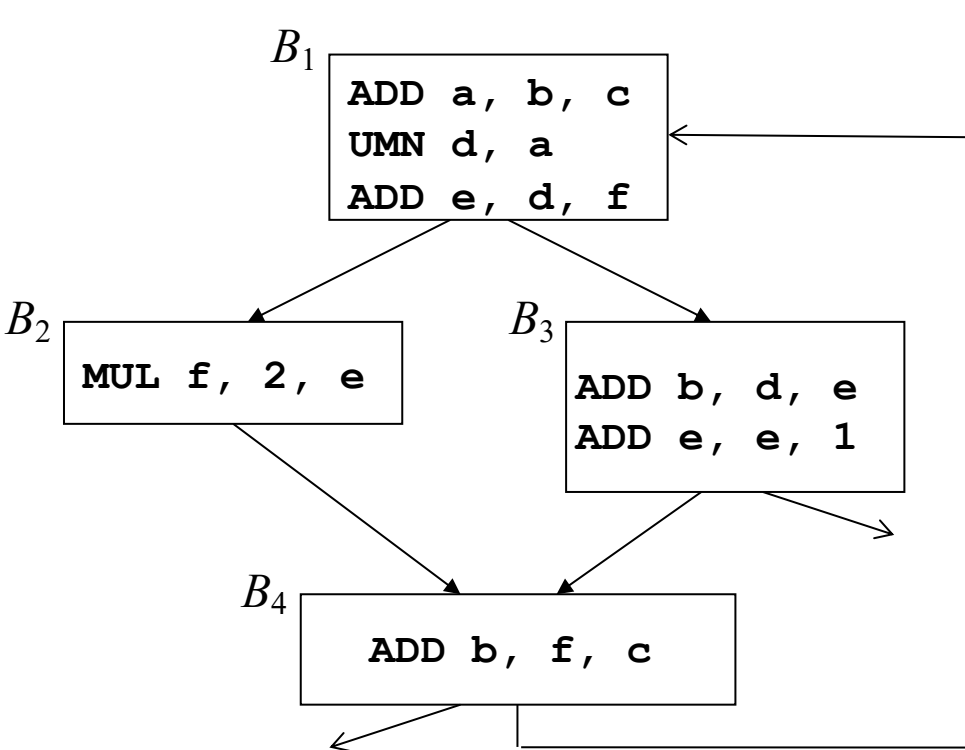 B1
ADD a, b, c
UMN d, a
ADD e, d, f
B2
MUL f, 2, e
B3
ADD b, d, e
ADD e, e, 1
B4
ADD b, f, c